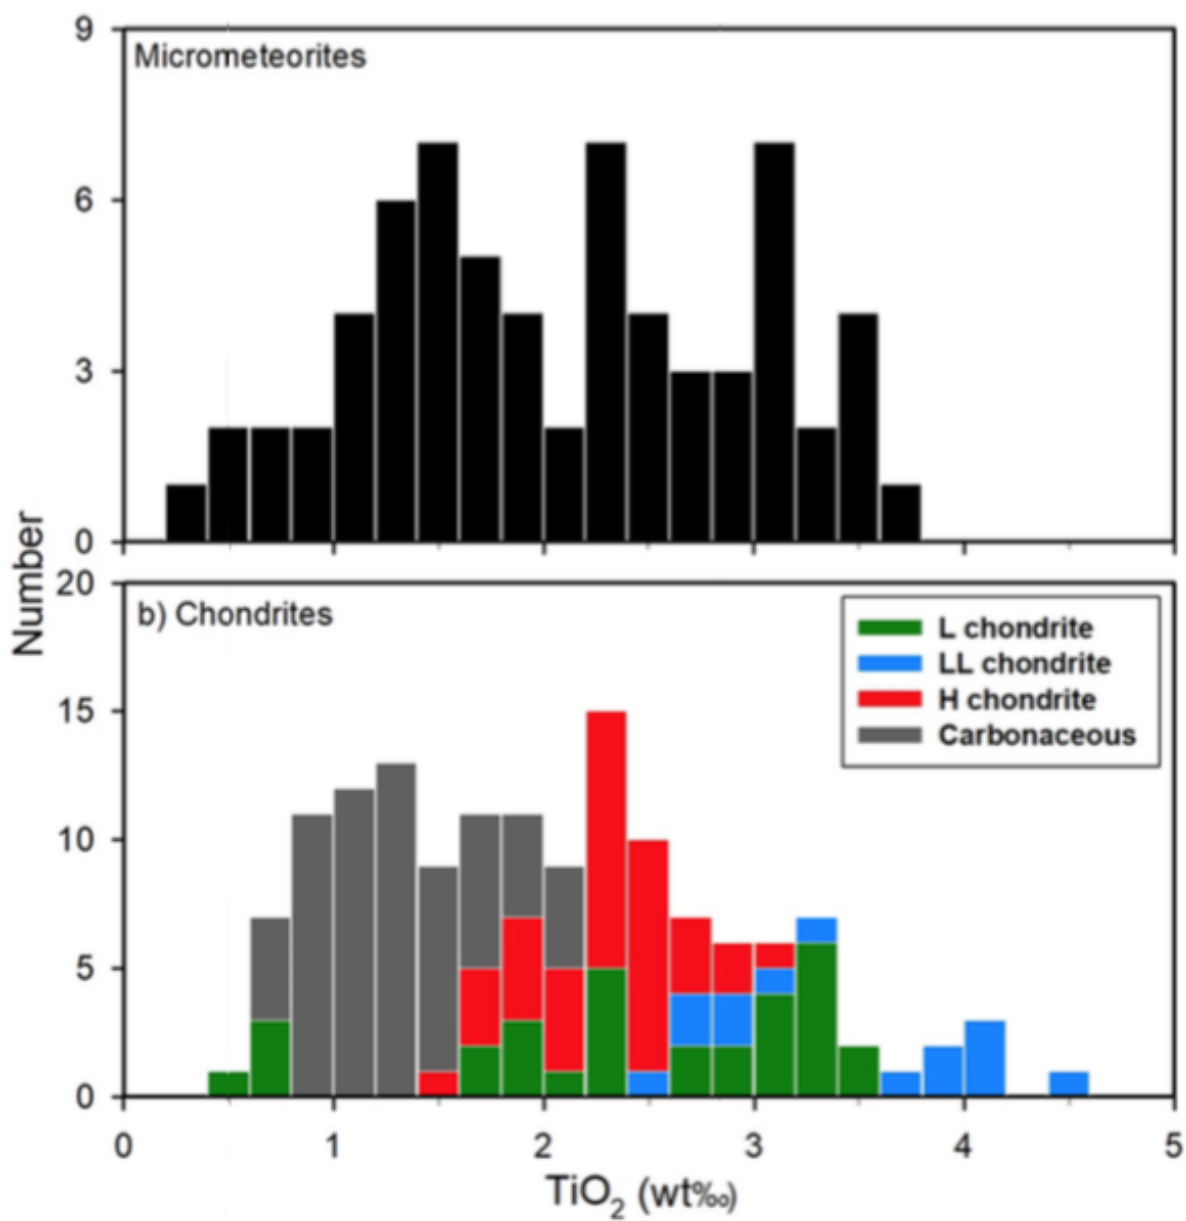 Micrometeorites
9
6
3
0
Number
b) Chondrites
L chondrite
LL chondrite
H chondrite
Carbonaceous
20
15
10
5
0
0 1 2 3 4 5
TiO₂ (wt‰)